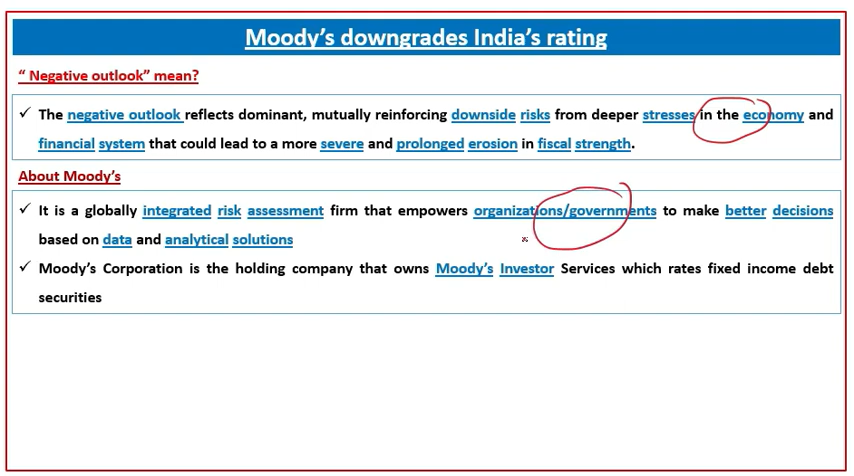 Moody's downgrades India's rating
“ Negative outlook” mean?
✓ The negative outlook reflects dominant, mutually reinforcing downside risks from deeper stresses in the economy and
financial system that could lead to a more severe and prolonged erosion in fiscal strength.
About Moody's
✓ It is a globally integrated risk assessment firm that empowers organizations/governments to make better decisions
based on data and analytical solutions
✓ Moody's Corporation is the holding company that owns Moody's Investor Services which rates fixed income debt
securities